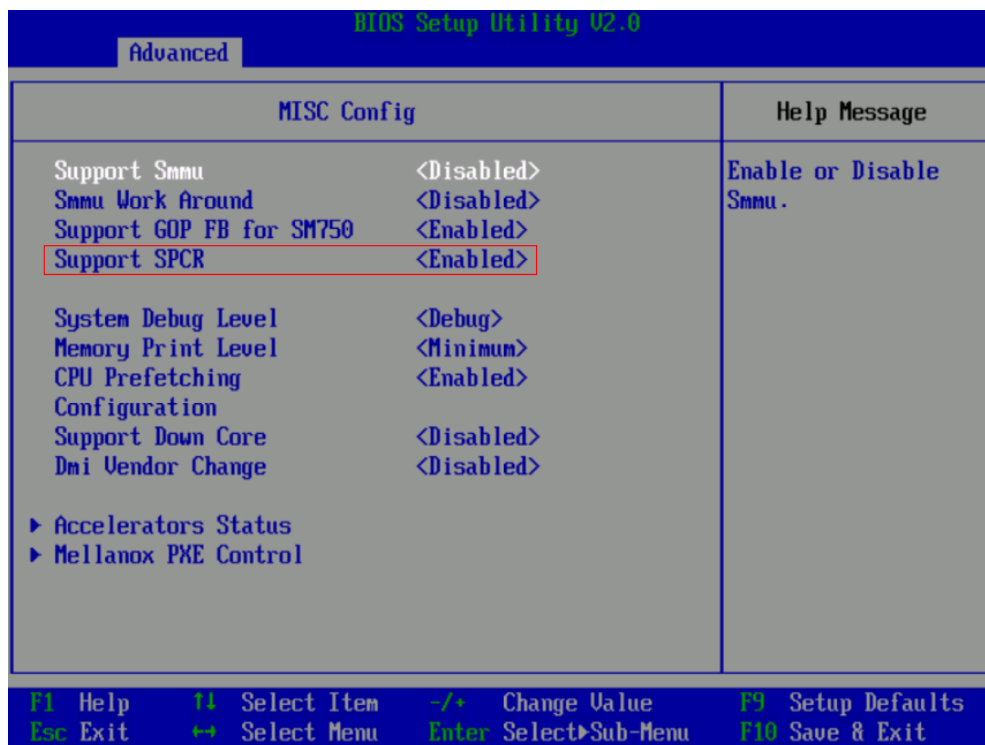 BIOS Setup Utility V2.0
Advanced
MISC Config
Help Message
Support Smmu <Disabled>
Smmu Work Around <Disabled>
Support GOP FB for SM750 <Enabled>
Support SPCR <Enabled>
System Debug Level <Debug>
Memory Print Level <Minimum>
CPU Prefetching <Enabled>
Configuration
Support Down Core <Disabled>
Dmi Vendor Change <Disabled>
▶ Accelerators Status
▶ Mellanox PXE Control
Enable or Disable
Smmu.
F1 Help ↑↓ Select Item -/+ Change Value F9 Setup Defaults
Esc Exit ↔ Select Menu Enter Select▶Sub-Menu F10 Save & Exit